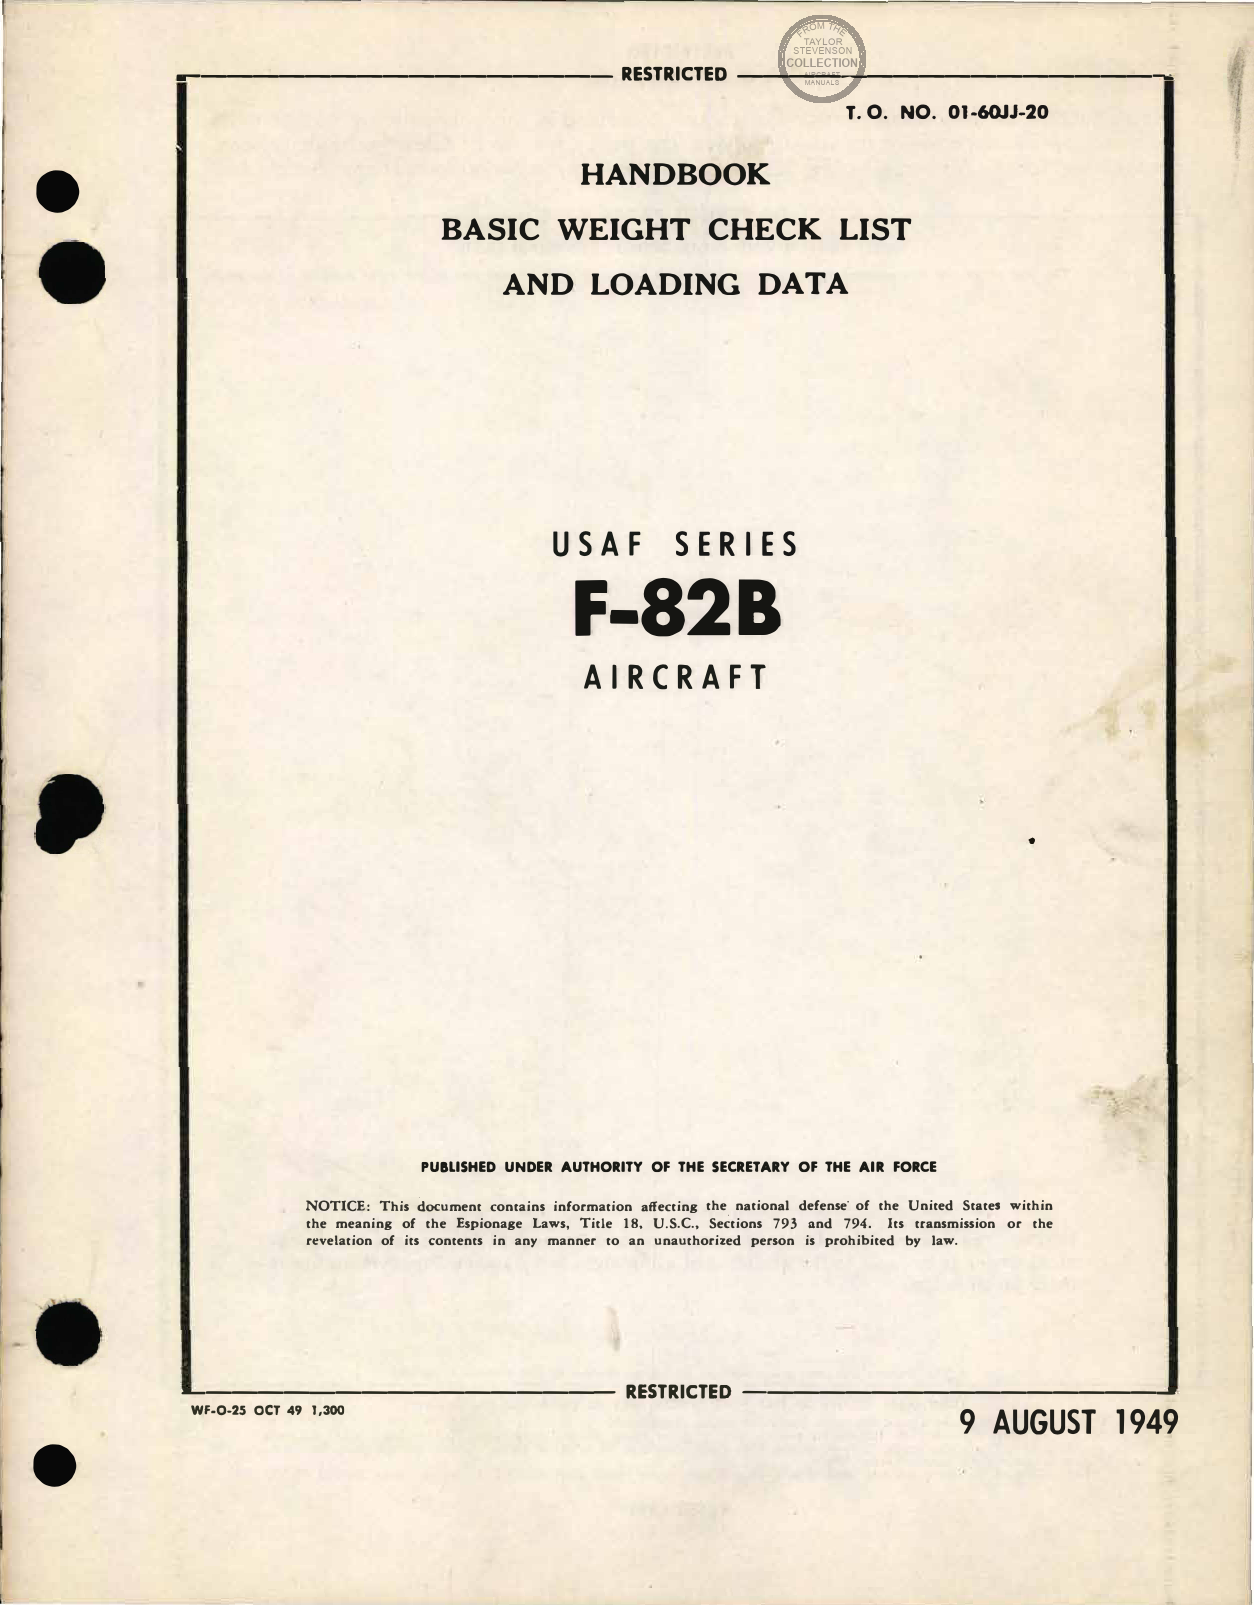 FROM THE
TAYLOR
STEVENSON
COLLECTION
AIRCRAFT
MANUALS
RESTRICTED
T. O. NO. 01-60JJ-20
HANDBOOK
BASIC WEIGHT CHECK LIST
AND LOADING DATA
USAF SERIES
F-82B
AIRCRAFT
PUBLISHED UNDER AUTHORITY OF THE SECRETARY OF THE AIR FORCE
NOTICE: This document contains information affecting the national defense of the United States within
the meaning of the Espionage Laws, Title 18, U.S.C., Sections 793 and 794. Its transmission or the
revelation of its contents in any manner to an unauthorized person is prohibited by law.
RESTRICTED
WF-O-25 OCT 49 1,300
9 AUGUST 1949